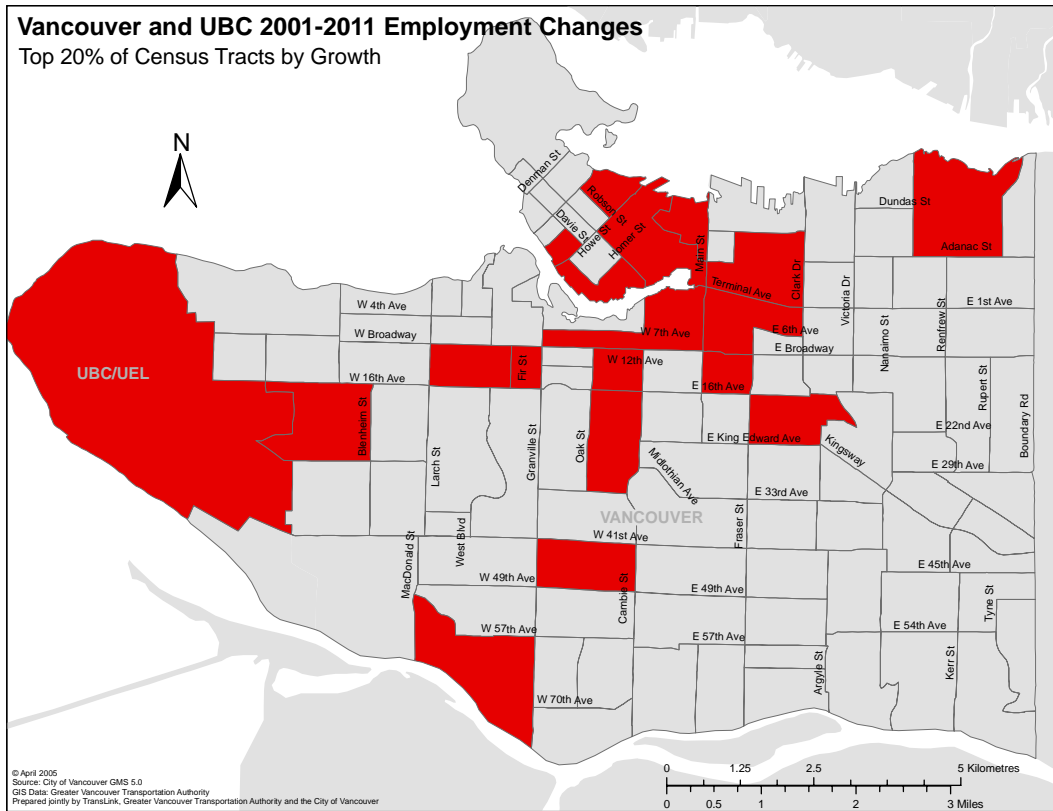 Vancouver and UBC 2001-2011 Employment Changes
Top 20% of Census Tracts by Growth
N
Denman St
Robson St
Davie St
Howe St
Homar St
Main St
Terminal Ave
Clark Dr
Dundas St
Adanac St
Victoria Dr
Nanaimo St
Renfrew St
E 1st Ave
W 4th Ave
W Broadway
W 7th Ave
E 6th Ave
E Broadway
UBC/UEL
W 16th Ave
Fir St
W 12th Ave
E 16th Ave
Rupert St
Boundary Rd
Blenheim St
Larch St
Granville St
Oak St
E King Edward Ave
Kingsway
E 22nd Ave
E 29th Ave
Midlothian Ave
E 33rd Ave
VANCOUVER
Fraser St
W 41st Ave
West Blvd
MacDonald St
W 49th Ave
Cambie St
E 49th Ave
E 45th Ave
Tyne St
W 57th Ave
E 57th Ave
E 54th Ave
Argyle St
Kerr St
W 70th Ave
© April 2005
Source: City of Vancouver GMS 5.0
GIS Data: Greater Vancouver Transportation Authority
Prepared jointly by TransLink, Greater Vancouver Transportation Authority and the City of Vancouver
0 1.25 2.5 5 Kilometres
0 0.5 1 2 3 Miles